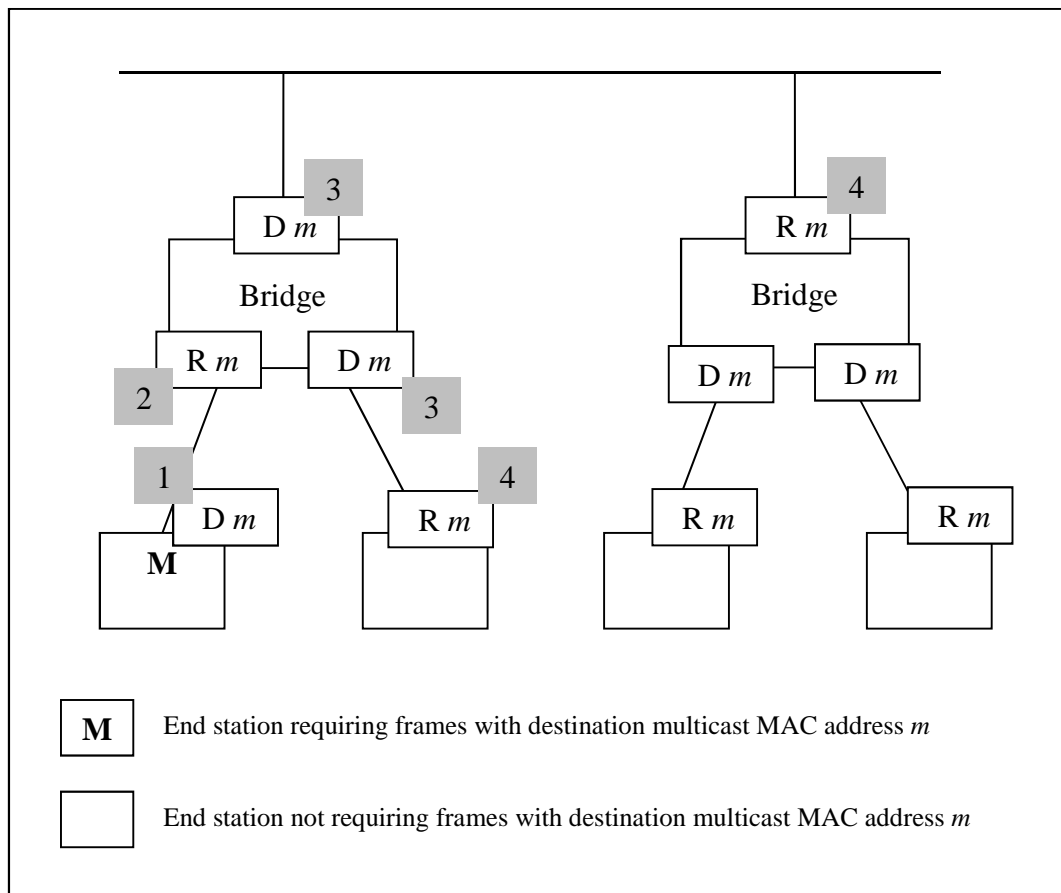 3
4
D m
R m
Bridge
Bridge
R m
D m
D m
D m
2
3
1
4
D m
R m
R m
R m
M
M
End station requiring frames with destination multicast MAC address m
End station not requiring frames with destination multicast MAC address m